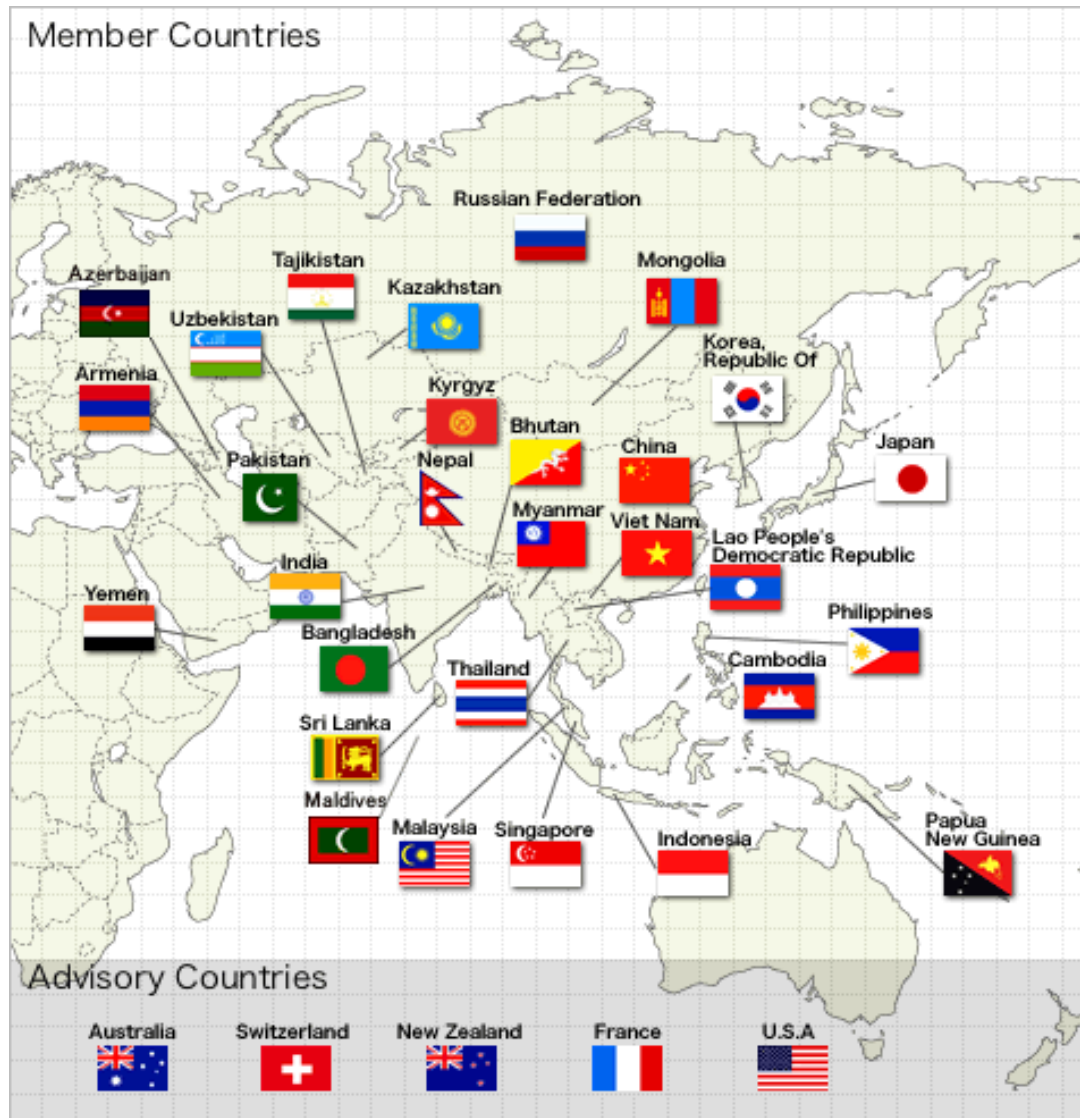 Member Countries
Russian Federation
Tajikistan
Mongolia
Azerbaijan
Kazakhstan
Uzbekistan
Korea,
Republic Of
Armenia
Kyrgyz
Bhutan
China
Japan
Pakistan
Nepal
Myanmar
Viet Nam
Lao People's
Democratic Republic
India
Yemen
Philippines
Bangladesh
Cambodia
Thailand
Sri Lanka
Maldives
Malaysia
Singapore
Indonesia
Papua
New Guinea
Advisory Countries
Australia
Switzerland
New Zealand
France
U.S.A